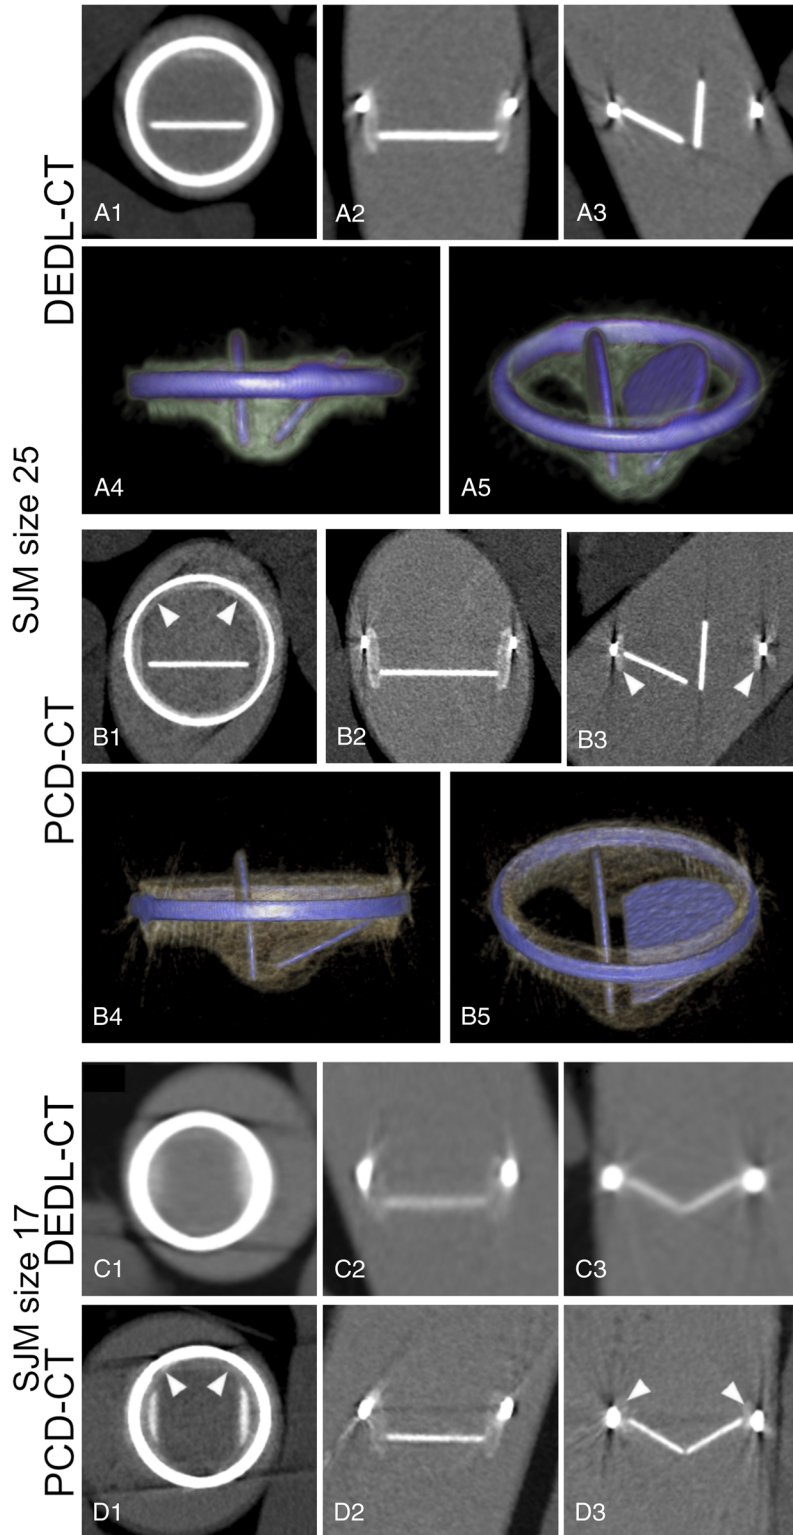 DEDL-CT
A1
A2
A3
A4
A5
SJM size 25
PCD-CT
B1
B2
B3
B4
B5
SJM size 17
DEDL-CT
C1
C2
C3
PCD-CT
D1
D2
D3